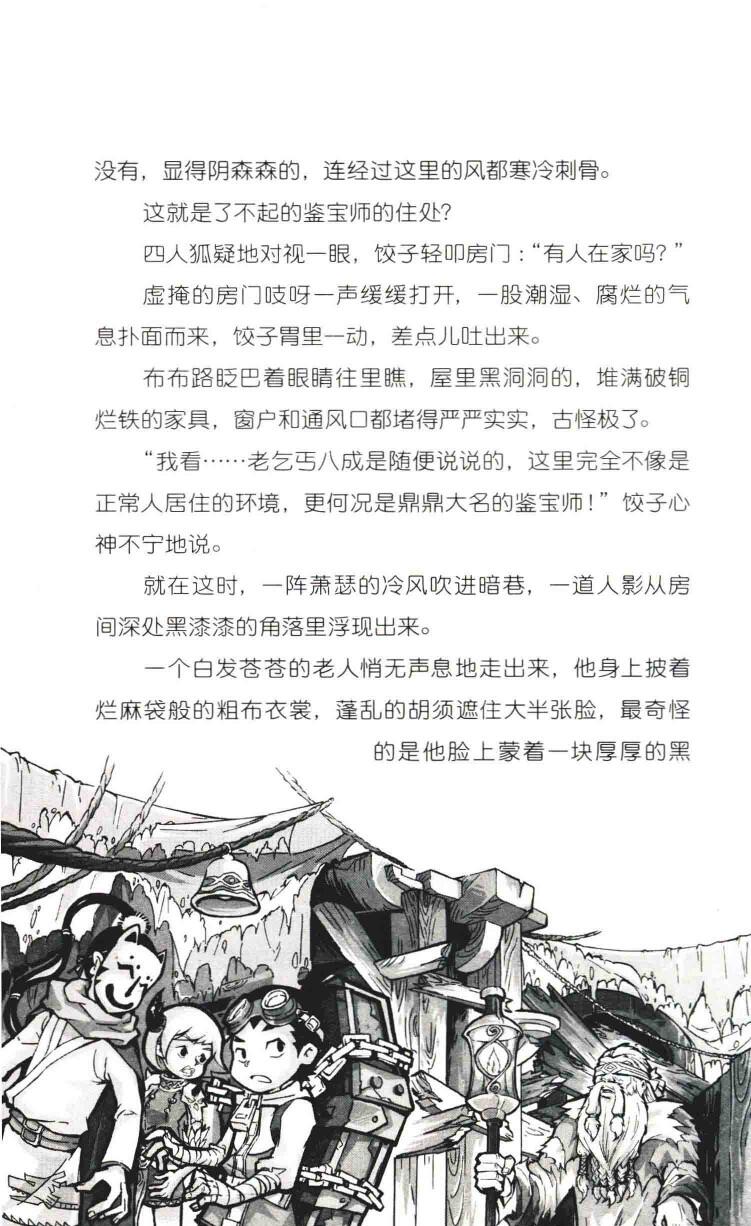 没有，显得阴森森的，连经过这里的风都寒冷刺骨。
这就是了不起的鉴宝师的住处？
四人狐疑地对视一眼，饺子轻叩房门：“有人在家吗？”
虚掩的房门吱呀一声缓缓打开，一股潮湿、腐烂的气
息扑面而来，饺子胃里一动，差点儿吐出来。
布布路眨巴着眼睛往里瞧，屋里黑洞洞的，堆满破铜
烂铁的家具，窗户和通风口都堵得严严实实，古怪极了。
“我看……老乞丐八成是随便说说的，这里完全不像是
正常人居住的环境，更何况是鼎鼎大名的鉴宝师！”饺子心
神不宁地说。
就在这时，一阵萧瑟的冷风吹进暗巷，一道人影从房
间深处黑漆漆的角落里浮现出来。
一个白发苍苍的老人悄无声息地走出来，他身上披着
烂麻袋般的粗布衣裳，蓬乱的胡须遮住大半张脸，最奇怪
的是他脸上蒙着一块厚厚的黑